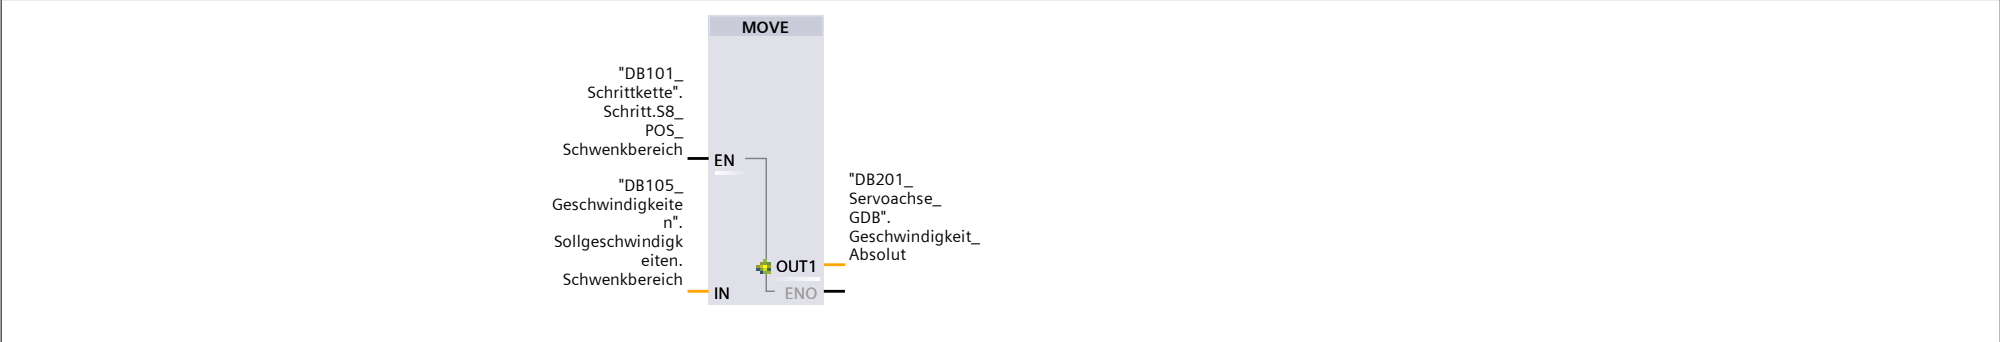 MOVE
"DB101_
Schrittkette".
Schritt.S8_
POS_
Schwenkbereich
EN
"DB105_
Geschwindigkeite
n".
Sollgeschwindigk
eiten.
Schwenkbereich
IN
"DB201_
Servoachse_
GDB".
Geschwindigkeit_
Absolut
OUT1
ENO